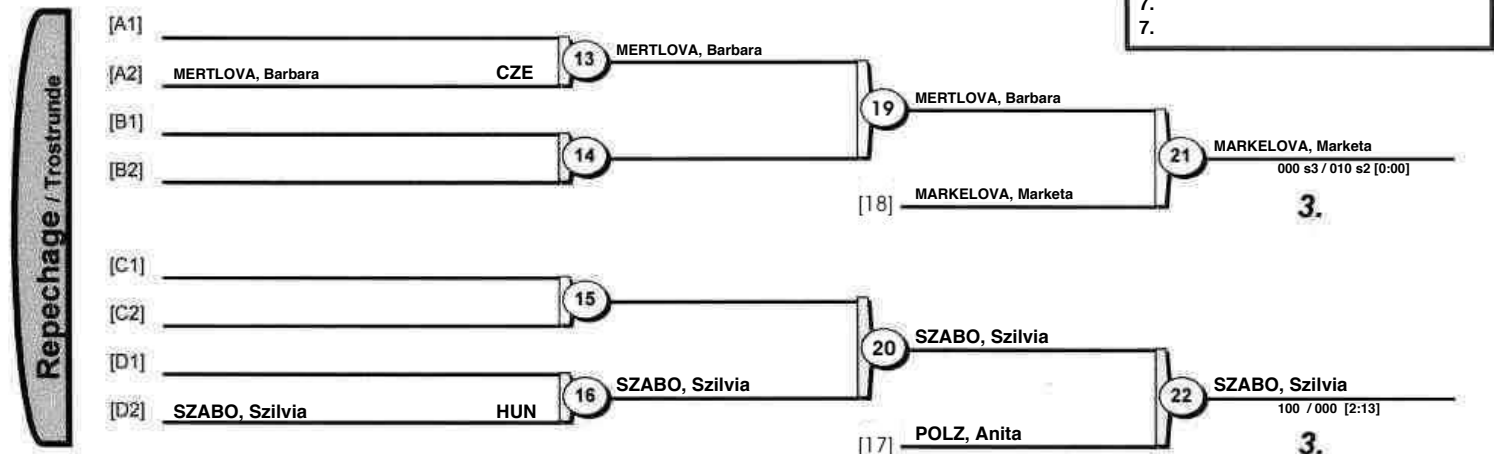 7.
7.
Repechage / Trostrunde
[A1]
13
MERTLOVA, Barbara
[A2] MERTLOVA, Barbara CZE
19
MERTLOVA, Barbara
[B1]
14
21
MARKELOVA, Marketa
000 s3 / 010 s2 [0:00]
[B2]
[18] MARKELOVA, Marketa
3.
[C1]
15
[C2]
20
SZABO, Szilvia
[D1]
16
SZABO, Szilvia
22
SZABO, Szilvia
100 / 000 [2:13]
[D2] SZABO, Szilvia HUN
[17] POLZ, Anita
3.